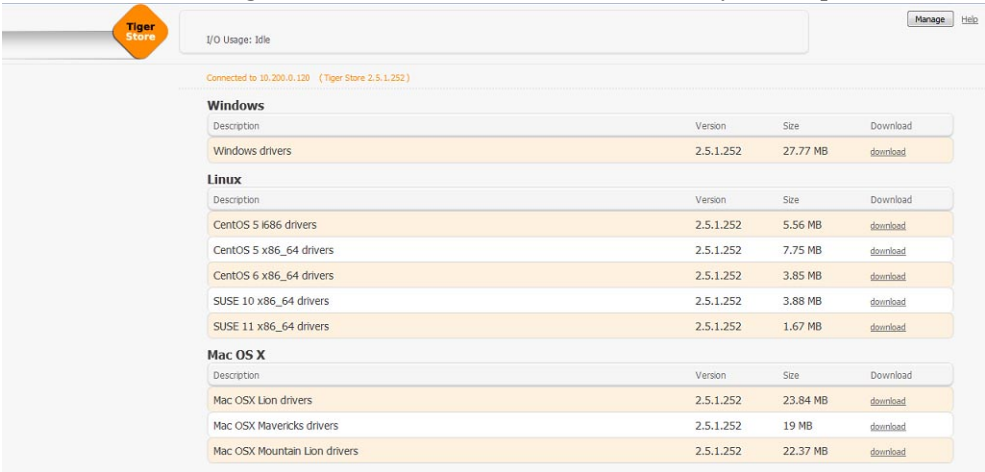 Tiger
Store
I/O Usage: Idle
Manage Help
Connected to 10.200.0.120 (Tiger Store 2.5.1.252)
Windows
Description Version Size Download
Windows drivers 2.5.1.252 27.77 MB download
Linux
Description Version Size Download
CentOS 5 i686 drivers 2.5.1.252 5.56 MB download
CentOS 5 x86_64 drivers 2.5.1.252 7.75 MB download
CentOS 6 x86_64 drivers 2.5.1.252 3.85 MB download
SUSE 10 x86_64 drivers 2.5.1.252 3.88 MB download
SUSE 11 x86_64 drivers 2.5.1.252 1.67 MB download
Mac OS X
Description Version Size Download
Mac OSX Lion drivers 2.5.1.252 23.84 MB download
Mac OSX Mavericks drivers 2.5.1.252 19 MB download
Mac OSX Mountain Lion drivers 2.5.1.252 22.37 MB download